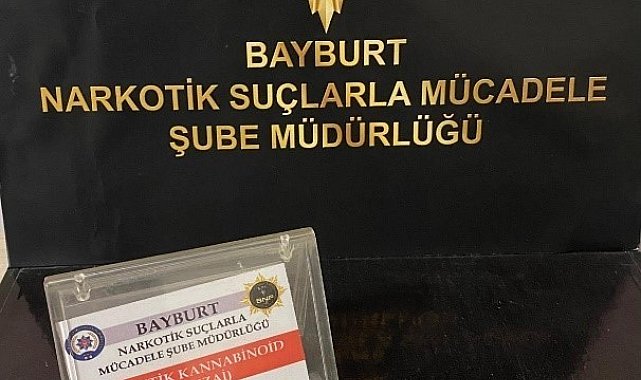 BAYBURT
NARKOTİK SUÇLARLA MÜCADELE
ŞUBE MÜDÜRLÜĞÜ
BAYBURT
NARKOTİK SUÇLARLA
MÜCADELE ŞUBE MÜDÜRLÜĞÜ
KANNABİNOİD